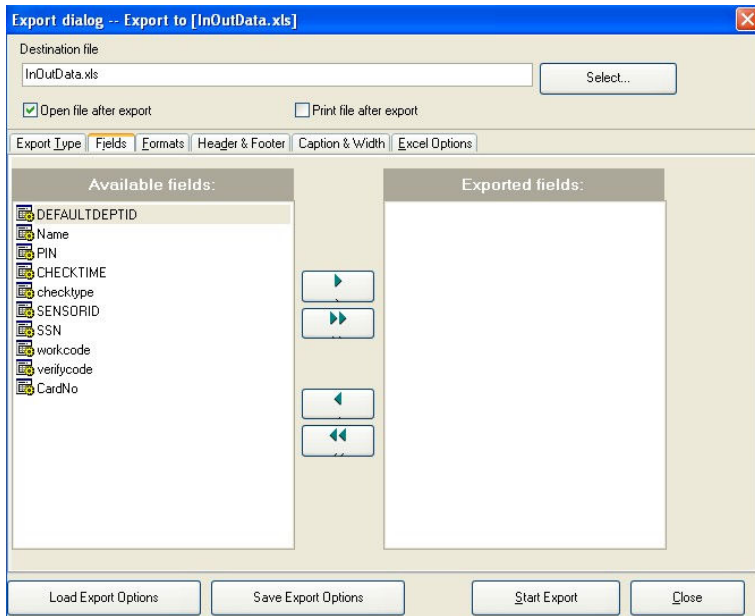 Export dialog -- Export to [InOutData.xls]
Destination file
InOutData.xls
Select...
Open file after export
Print file after export
Export Type
Fields
Formats
Header & Footer
Caption & Width
Excel Options
Available fields:
Exported fields:
DEFAULTDEPTID
Name
PIN
CHECKTIME
checktype
SENSORID
SSN
workcode
verifycode
CardNo
Load Export Options
Save Export Options
Start Export
Close